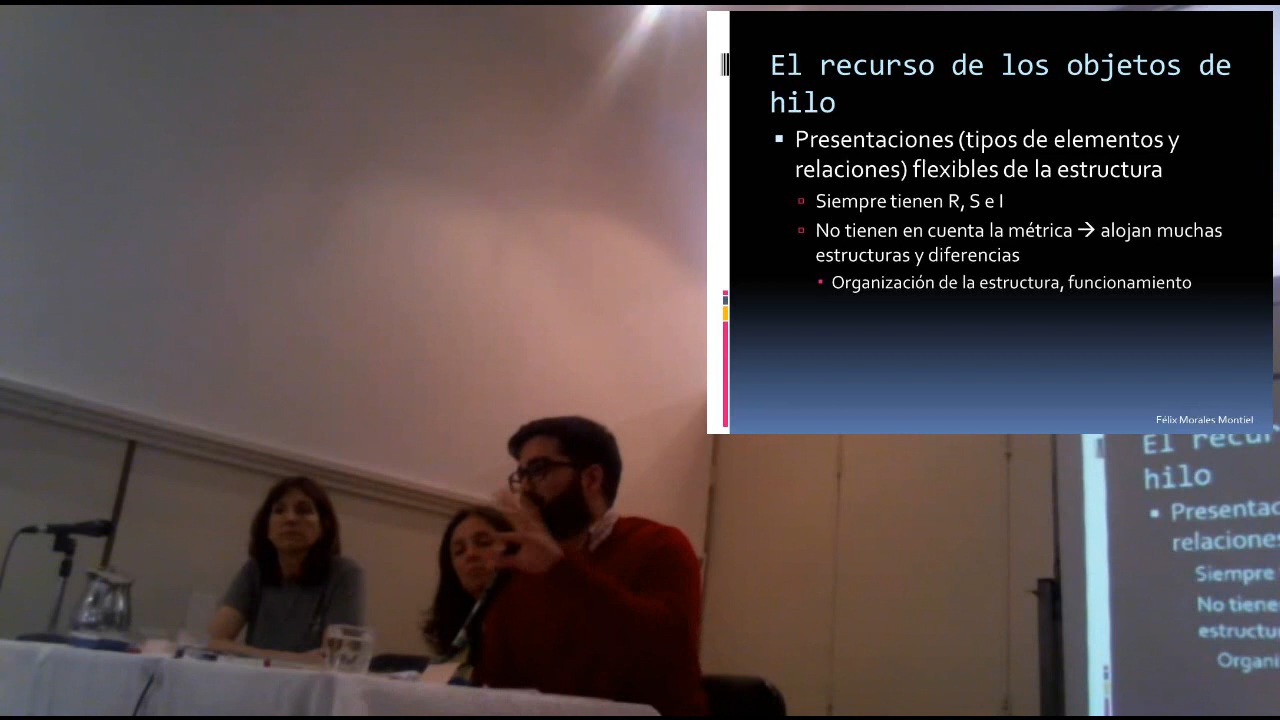 El recurso de los objetos de
hilo
Presentaciones (tipos de elementos y
relaciones) flexibles de la estructura
Siempre tienen R, S e I
No tienen en cuenta la métrica → alojan muchas
estructuras y diferencias
Organización de la estructura, funcionamiento
Félix Morales Montiel
El recur
hilo
Presentac
relaciones
Siempre
No tiene
estructu
Organi